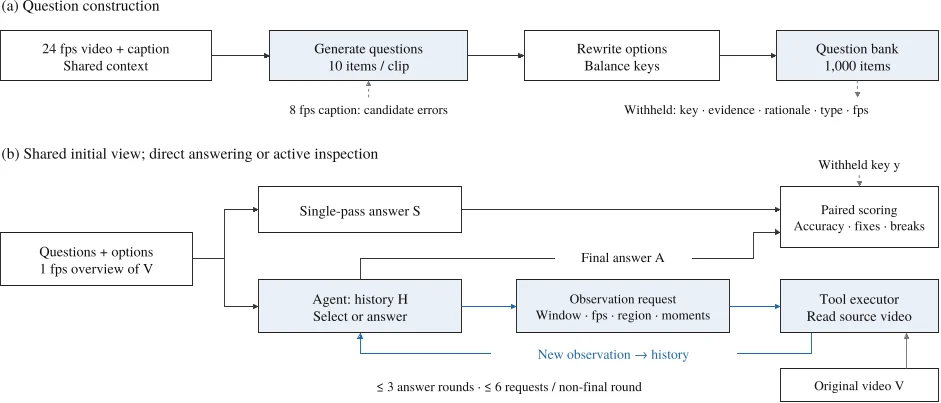 (a) Question construction
24 fps video + caption
Shared context
Generate questions
10 items / clip
Rewrite options
Balance keys
Question bank
1,000 items
8 fps caption: candidate errors
Withheld: key · evidence · rationale · type · fps
(b) Shared initial view; direct answering or active inspection
Withheld key y
Single-pass answer S
Paired scoring
Accuracy · fixes · breaks
Questions + options
1 fps overview of V
Final answer A
Agent: history H
Select or answer
Observation request
Window · fps · region · moments
Tool executor
Read source video
New observation → history
≤ 3 answer rounds · ≤ 6 requests / non-final round
Original video V